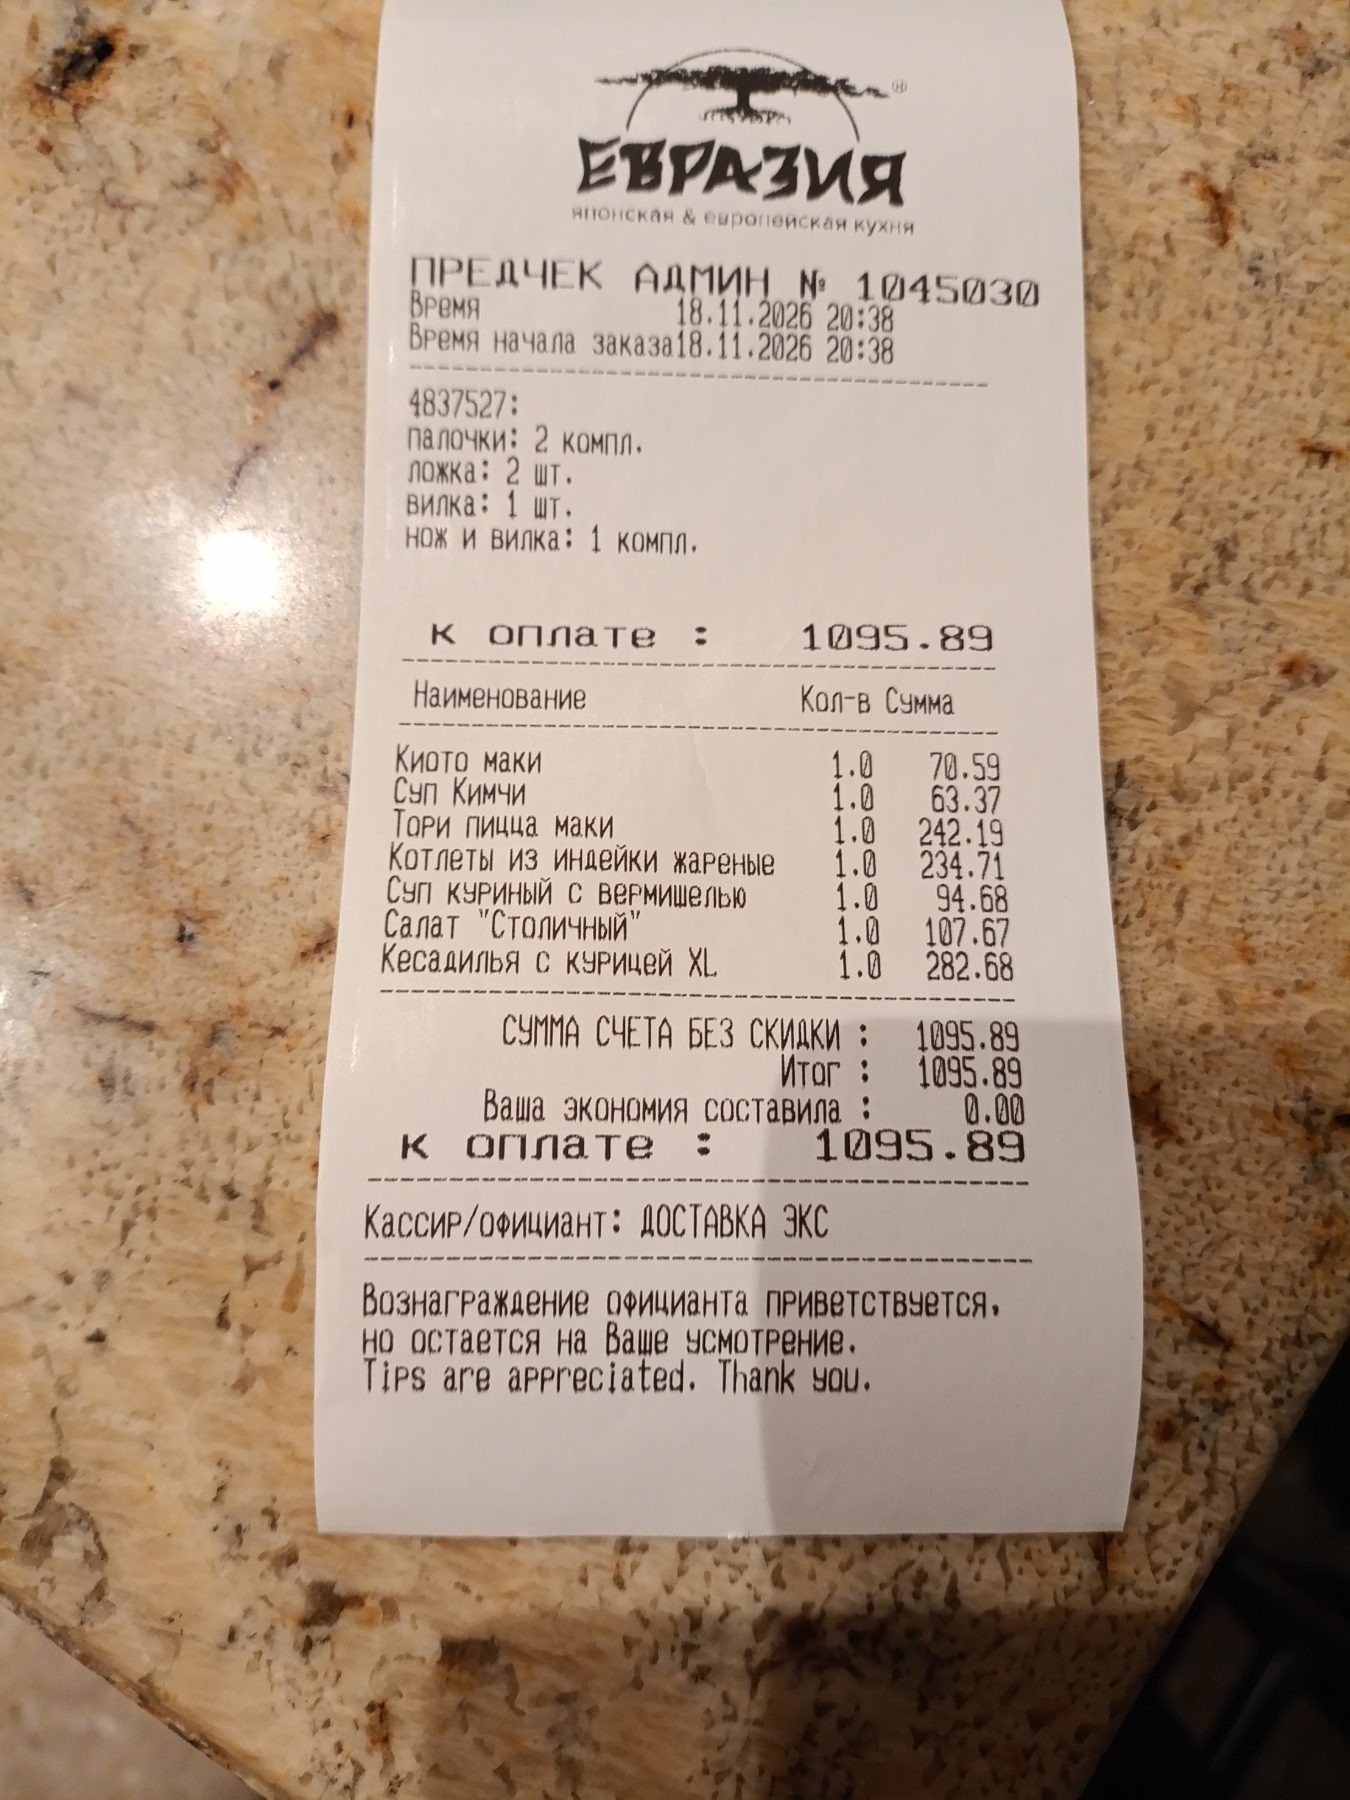 ЕВРАЗИЯ®
японская & европейская кухня
ПРЕДЧЕК АДМИН № 1045030
Время 18.11.2026 20:38
Время начала заказа18.11.2026 20:38
4837527:
палочки: 2 компл.
ложка: 2 шт.
вилка: 1 шт.
нож и вилка: 1 компл.
к оплате : 1095.89
Наименование Кол-в Сумма
Киото маки 1.0 70.59
Суп Кимчи 1.0 63.37
Тори пицца маки 1.0 242.19
Котлеты из индейки жареные 1.0 234.71
Суп куриный с вермишелью 1.0 94.68
Салат "Столичный" 1.0 107.67
Кесадилья с курицей XL 1.0 282.68
СУММА СЧЕТА БЕЗ СКИДКИ : 1095.89
Итог : 1095.89
Ваша экономия составила : 0.00
к оплате : 1095.89
Кассир/официант: ДОСТАВКА ЭКС
Вознаграждение официанта приветствуется,
но остается на Ваше усмотрение.
Tips are appreciated. Thank you.